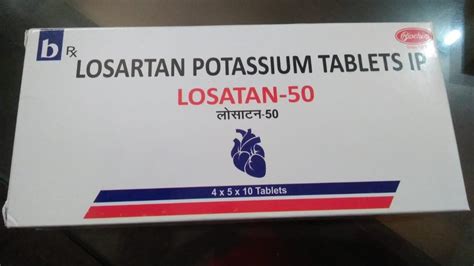 b
Rx
LOSARTAN POTASSIUM TABLETS IP
LOSATAN-50
लोसाटन-50
4 x 5 x 10 Tablets